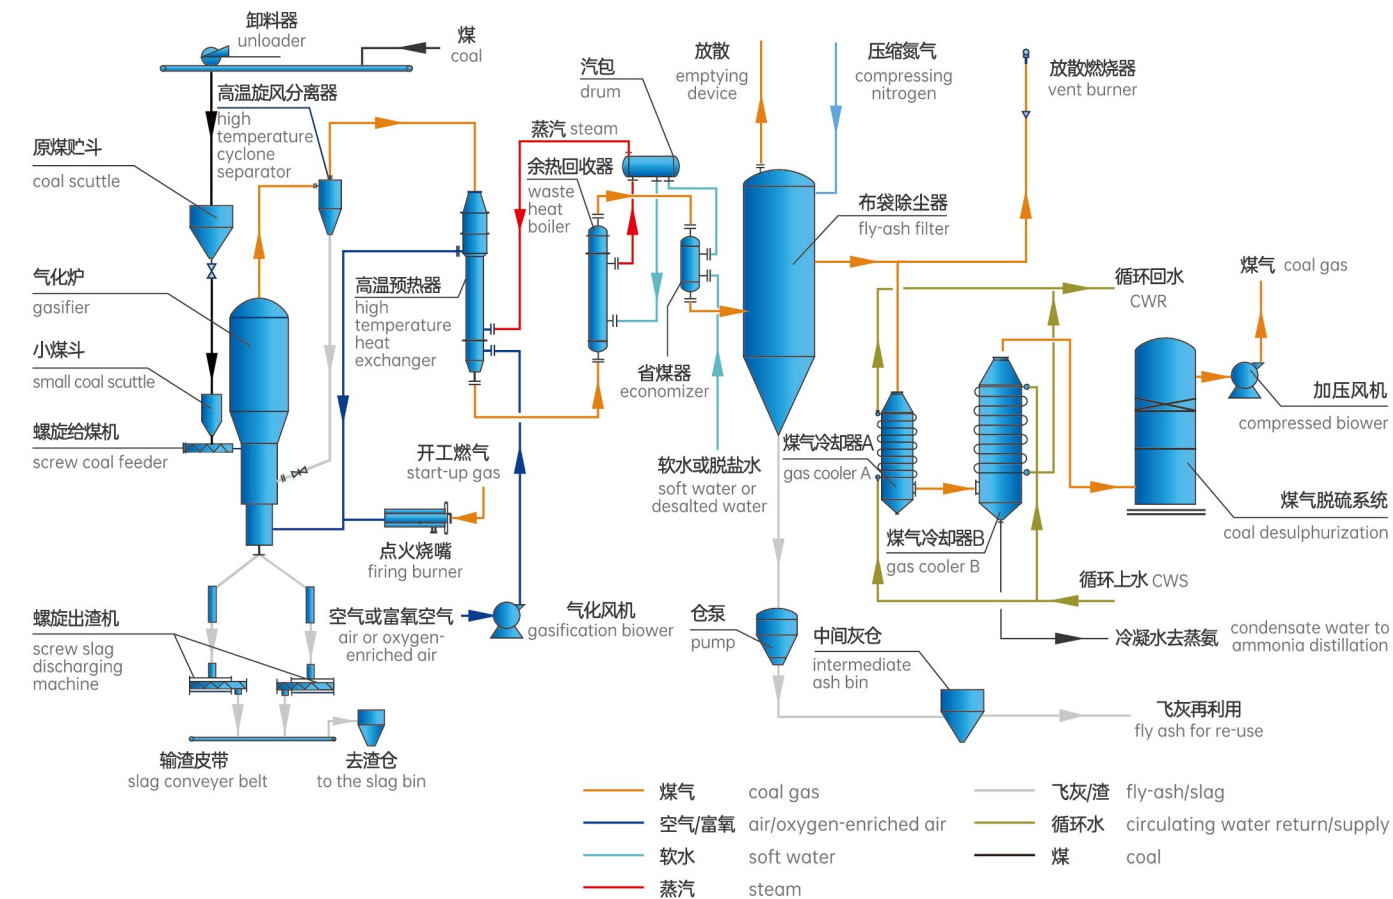 卸料器
unloader
煤
coal
高温旋风分离器
high
temperature
cyclone
separator
原煤贮斗
coal scuttle
气化炉
gasifier
小煤斗
small coal scuttle
螺旋给煤机
screw coal feeder
汽包
drum
蒸汽 steam
余热回收器
waste
heat
boiler
高温预热器
high
temperature
heat
exchanger
放散
emptying
device
压缩氮气
compressing
nitrogen
放散燃烧器
vent burner
布袋除尘器
fly-ash filter
循环回水
CWR
煤气 coal gas
省煤器
economizer
加压风机
compressed biower
开工燃气
start-up gas
软水或脱盐水
soft water or
desalted water
煤气冷却器A
gas cooler A
煤气脱硫系统
coal desulphurization
点火烧嘴
firing burner
煤气冷却器B
gas cooler B
循环上水 CWS
螺旋出渣机
screw slag
discharging
machine
空气或富氧空气
air or oxygen-
enriched air
气化风机
gasification biower
仓泵
pump
中间灰仓
intermediate
ash bin
冷凝水去蒸氨
condensate water to
ammonia distillation
飞灰再利用
fly ash for re-use
输渣皮带
slag conveyer belt
去渣仓
to the slag bin
煤气 coal gas
空气/富氧 air/oxygen-enriched air
软水 soft water
蒸汽 steam
飞灰/渣 fly-ash/slag
循环水 circulating water return/supply
煤 coal